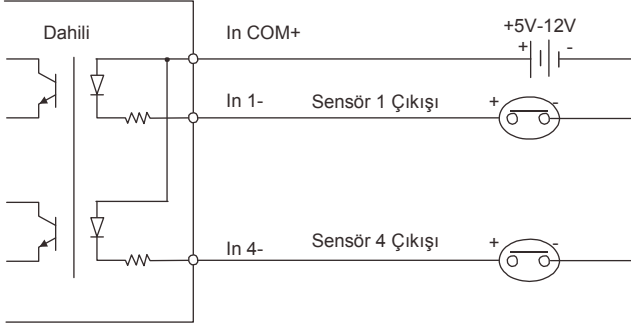 Dahili
In COM+
+5V-12V
+ -
In 1-
Sensör 1 Çıkışı
+ -
In 4-
Sensör 4 Çıkışı
+ -